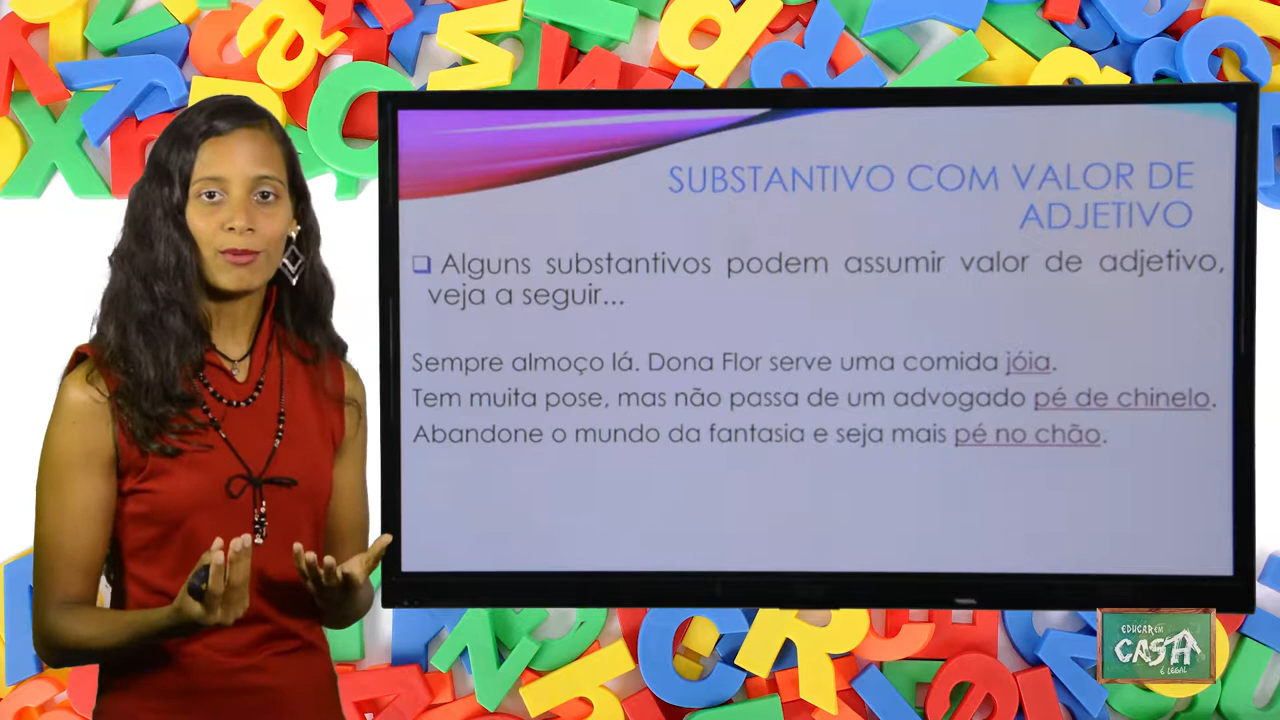 SUBSTANTIVO COM VALOR DE
ADJETIVO
Alguns substantivos podem assumir valor de adjetivo,
veja a seguir...
Sempre almoço lá. Dona Flor serve uma comida jóia.
Tem muita pose, mas não passa de um advogado pé de chinelo.
Abandone o mundo da fantasia e seja mais pé no chão.
EDUCAR EM
CASA
É LEGAL